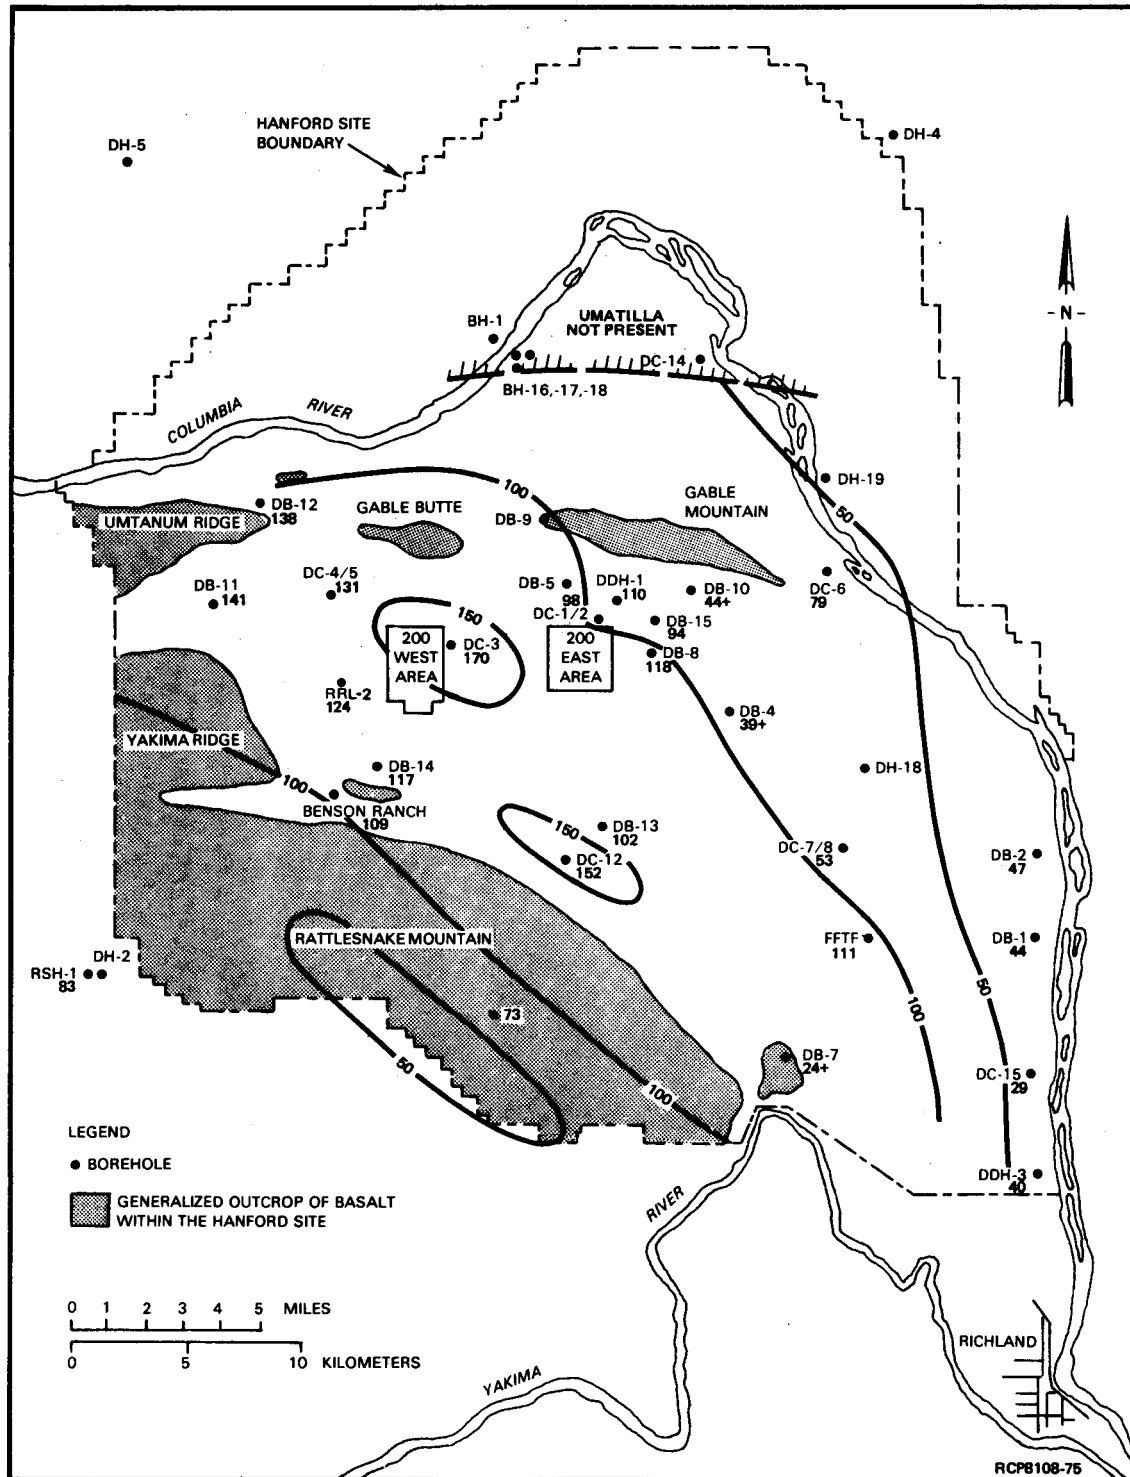 DH-5
HANFORD SITE
BOUNDARY
DH-4
- N -
BH-1
UMATILLA
NOT PRESENT
DC-14
BH-16,-17,-18
COLUMBIA
RIVER
100
DH-19
50
DB-12
138
UMTANUM RIDGE
GABLE BUTTE
DB-9
GABLE
MOUNTAIN
DB-11
141
DC-4/5
131
DB-5
98
DDH-1
110
DB-10
44+
DC-6
79
150
DC-1/2
DB-15
94
200
WEST
AREA
DC-3
170
200
EAST
AREA
DB-8
118
RRL-2
124
DB-4
39+
YAKIMA RIDGE
100
DB-14
117
DH-18
BENSON RANCH
109
150
DB-13
102
DC-12
152
DC-7/8
53
DB-2
47
RATTLESNAKE MOUNTAIN
FFTF
111
DB-1
44
DH-2
RSH-1
83
73
50
100
50
100
DB-7
24+
DC-15
29
DDH-3
40
LEGEND
BOREHOLE
GENERALIZED OUTCROP OF BASALT
WITHIN THE HANFORD SITE
0 1 2 3 4 5 MILES
0 5 10 KILOMETERS
YAKIMA
RIVER
RICHLAND
RCP8108-75